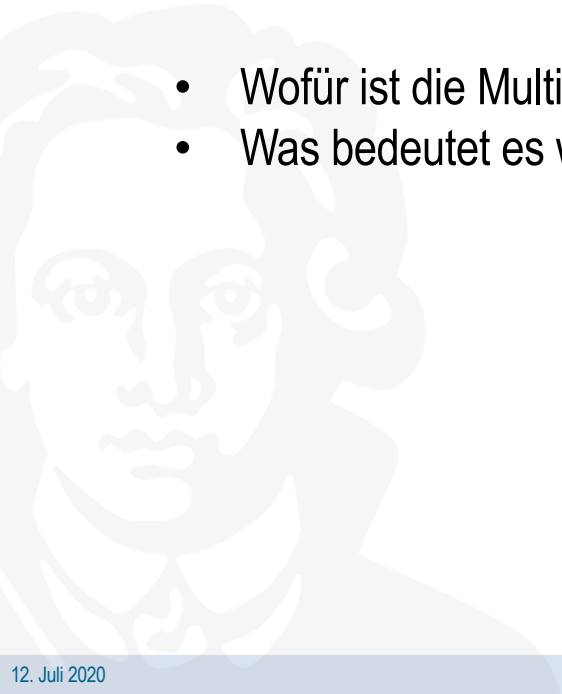 • Wofür ist die Multi
• Was bedeutet es
12. Juli 2020